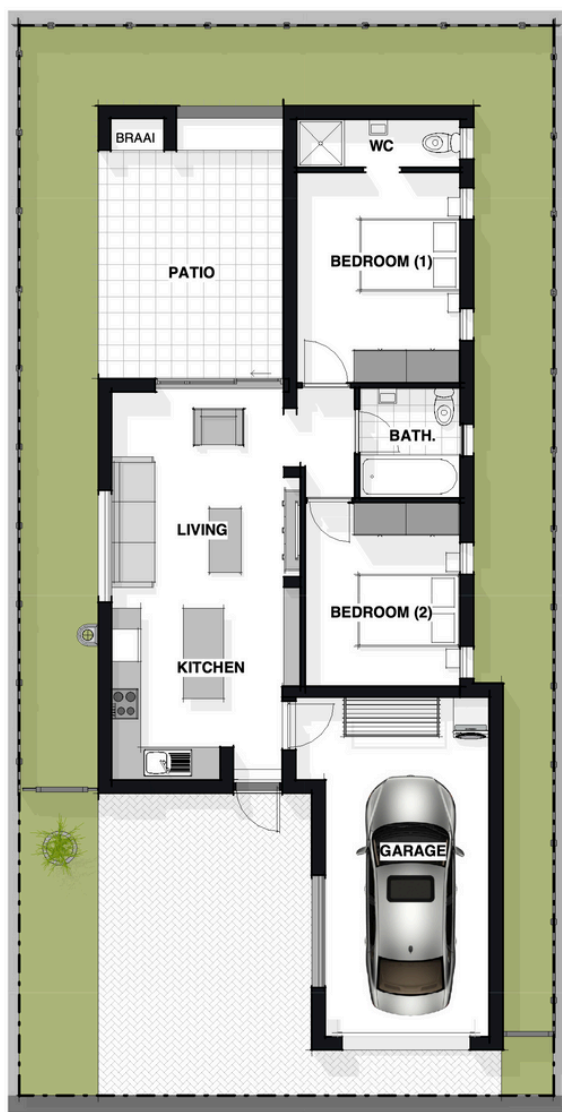 BRAAI
WC
BEDROOM (1)
PATIO
BATH.
LIVING
BEDROOM (2)
KITCHEN
GARAGE